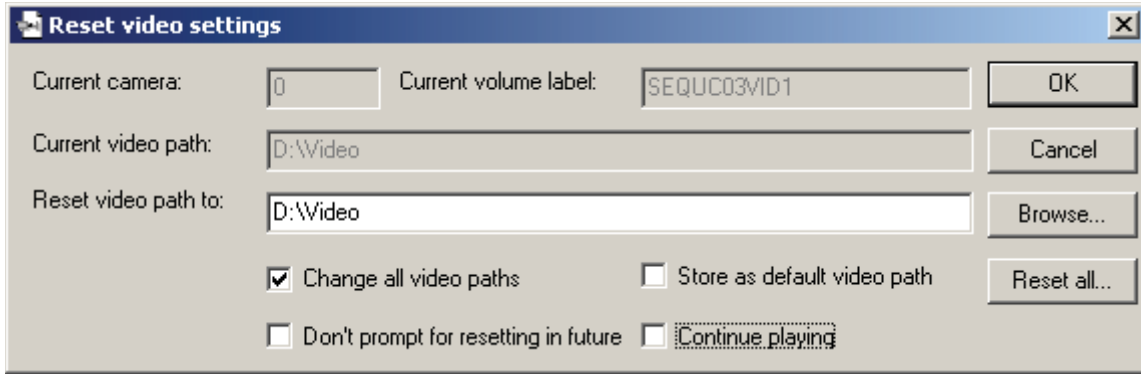 Reset video settings
Current camera: 0 Current volume label: SEQUC03VID1 OK
Current video path: D:\Video Cancel
Reset video path to: D:\Video Browse...
Change all video paths Store as default video path Reset all...
Don't prompt for resetting in future Continue playing